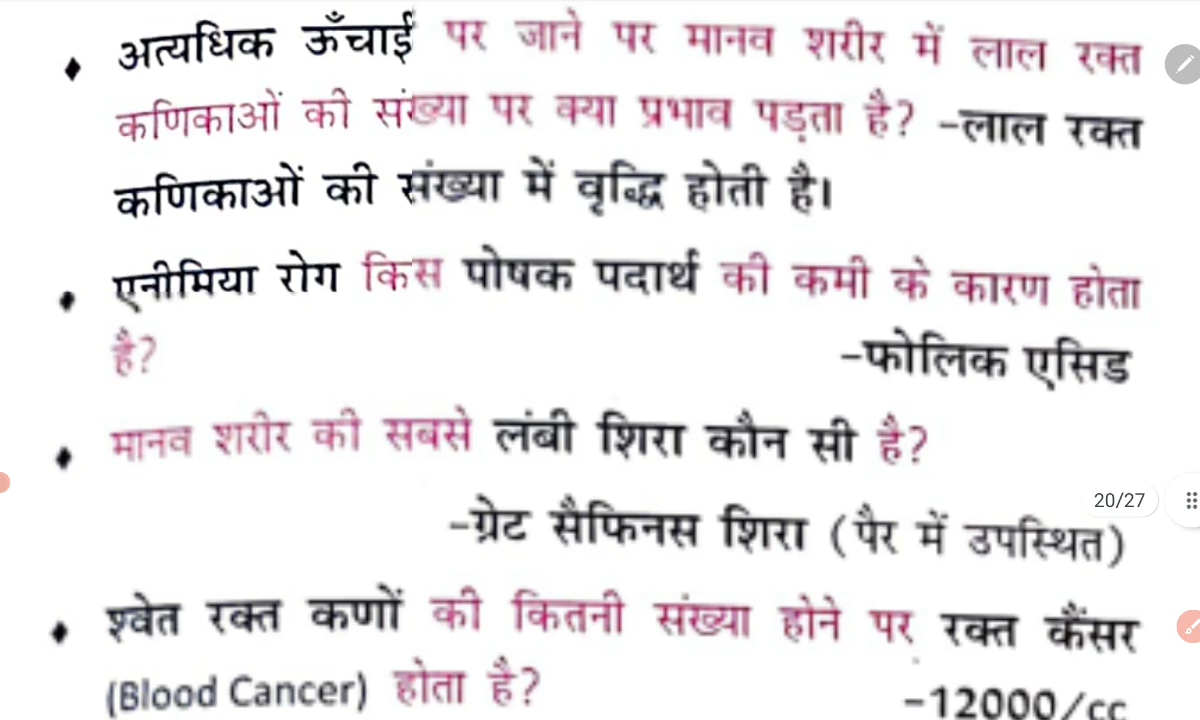 अत्यधिक ऊँचाई पर जाने पर मानव शरीर में लाल रक्त
कणिकाओं की संख्या पर क्या प्रभाव पड़ता है? -लाल रक्त
कणिकाओं की संख्या में वृद्धि होती है।
एनीमिया रोग किस पोषक पदार्थ की कमी के कारण होता
है? -फोलिक एसिड
मानव शरीर की सबसे लंबी शिरा कौन सी है?
20/27
-ग्रेट सैफिनस शिरा (पैर में उपस्थित)
श्वेत रक्त कणों की कितनी संख्या होने पर रक्त कैंसर
(Blood Cancer) होता है? -12000/cc